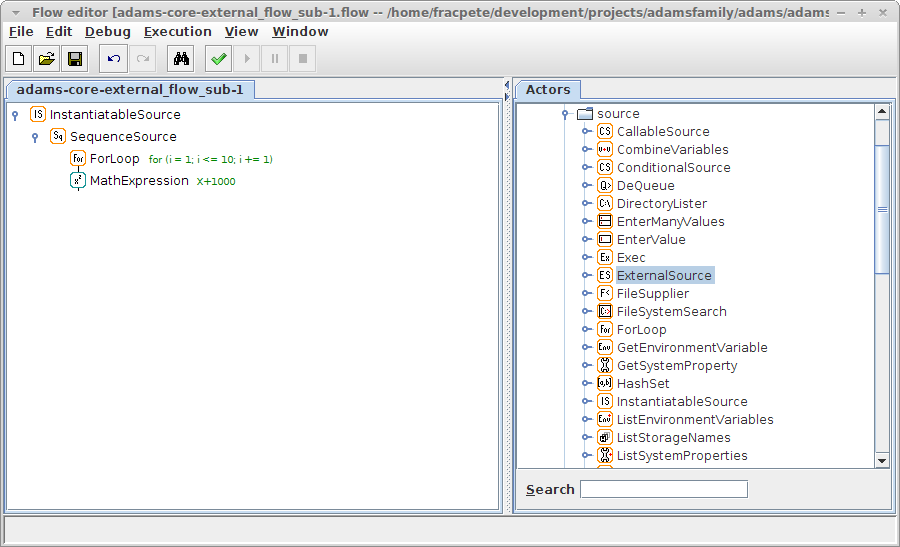 Flow editor [adams-core-external_flow_sub-1.flow -- /home/fracpete/development/projects/adamsfamily/adams/adams
File Edit Debug Execution View Window
adams-core-external_flow_sub-1
IS InstantiatableSource
Sq SequenceSource
For ForLoop for (i = 1; i <= 10; i += 1)
x² MathExpression X+1000
Actors
source
CS CallableSource
u+u CombineVariables
CS ConditionalSource
Q> DeQueue
C:\ DirectoryLister
EnterManyValues
EnterValue
Ex Exec
ES ExternalSource
F< FileSupplier
FileSystemSearch
For ForLoop
Env GetEnvironmentVariable
GetSystemProperty
[a,b] HashSet
IS InstantiatableSource
Env ListEnvironmentVariables
ListStorageNames
ListSystemProperties
Search